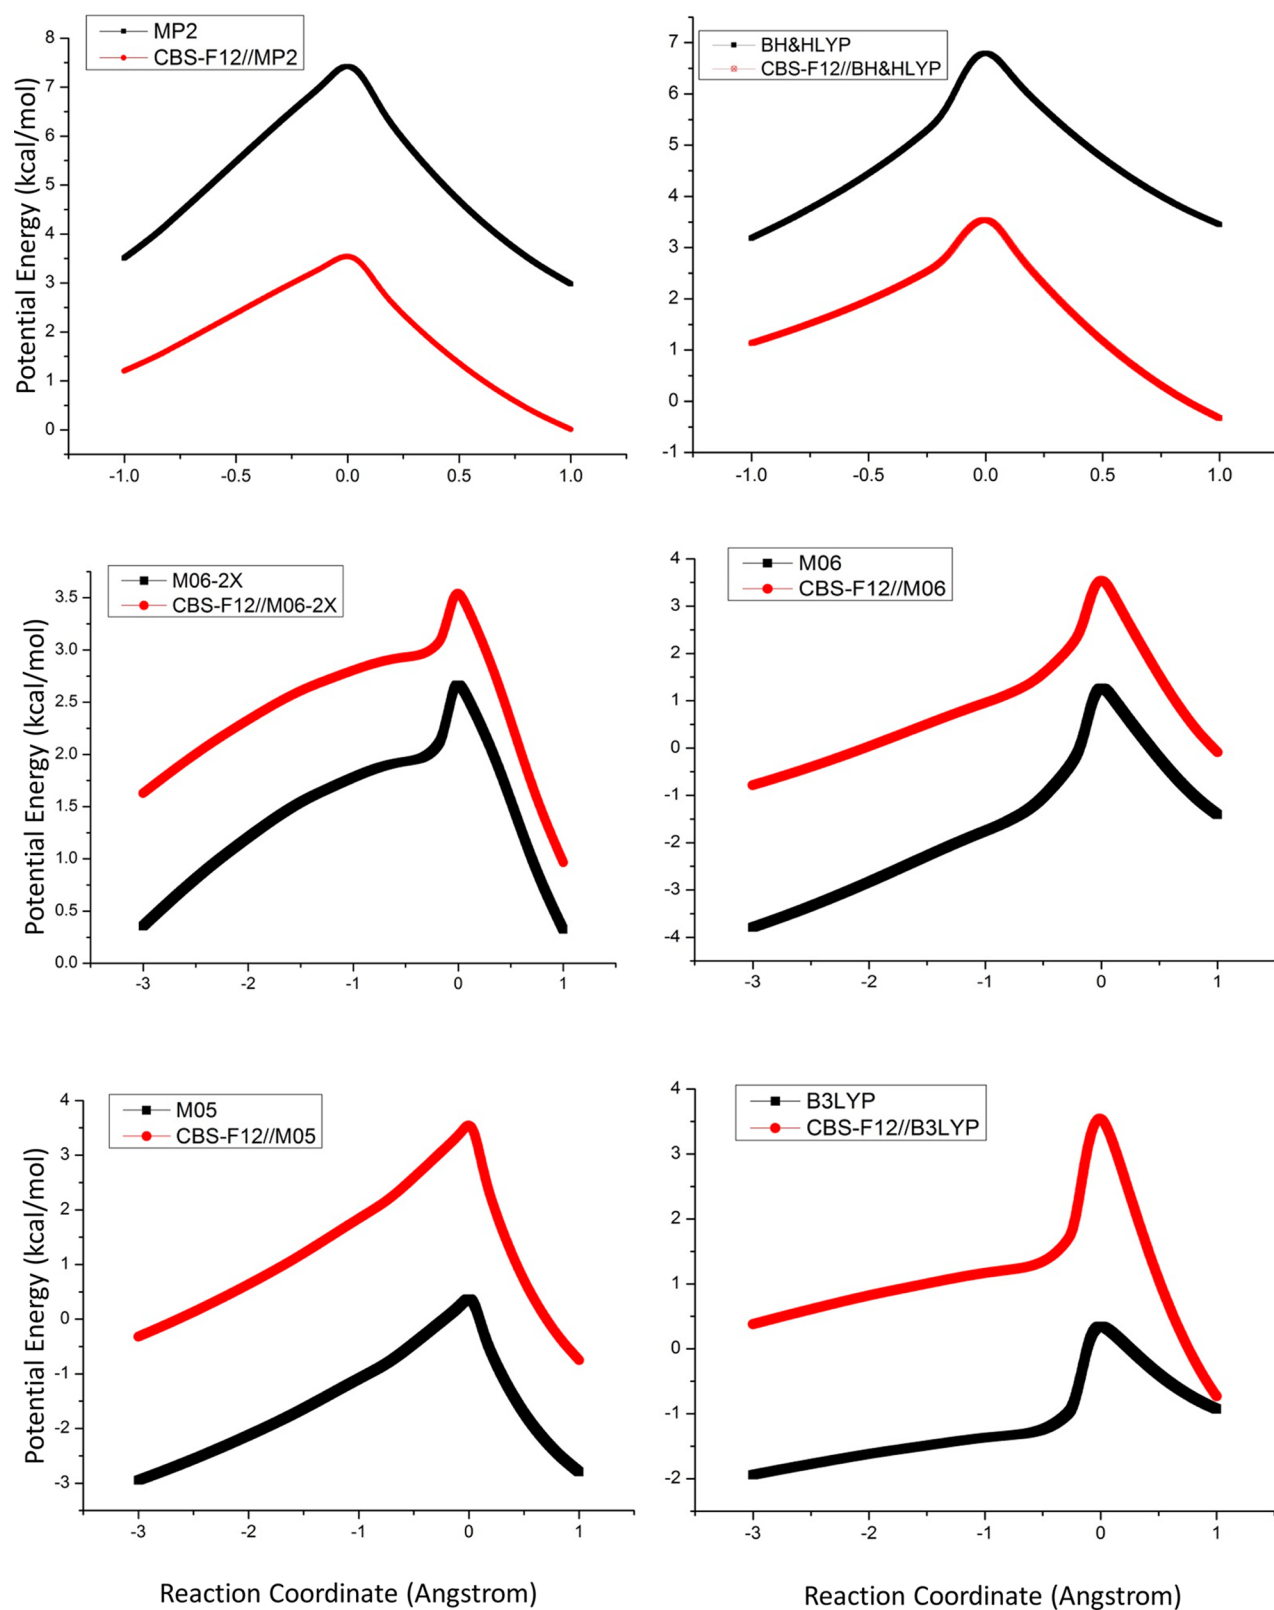 MP2
CBS-F12//MP2
8
7
6
5
4
3
2
1
0
-1.0 -0.5 0.0 0.5 1.0
Potential Energy (kcal/mol)
BH&HLYP
CBS-F12//BH&HLYP
7
6
5
4
3
2
1
0
-1
-1.0 -0.5 0.0 0.5 1.0
M06-2X
CBS-F12//M06-2X
3.5
3.0
2.5
2.0
1.5
1.0
0.5
0.0
-3 -2 -1 0 1
Potential Energy (kcal/mol)
M06
CBS-F12//M06
4
3
2
1
0
-1
-2
-3
-4
-3 -2 -1 0 1
M05
CBS-F12//M05
4
3
2
1
0
-1
-2
-3
-3 -2 -1 0 1
Potential Energy (kcal/mol)
Reaction Coordinate (Angstrom)
B3LYP
CBS-F12//B3LYP
4
3
2
1
0
-1
-2
-3 -2 -1 0 1
Reaction Coordinate (Angstrom)